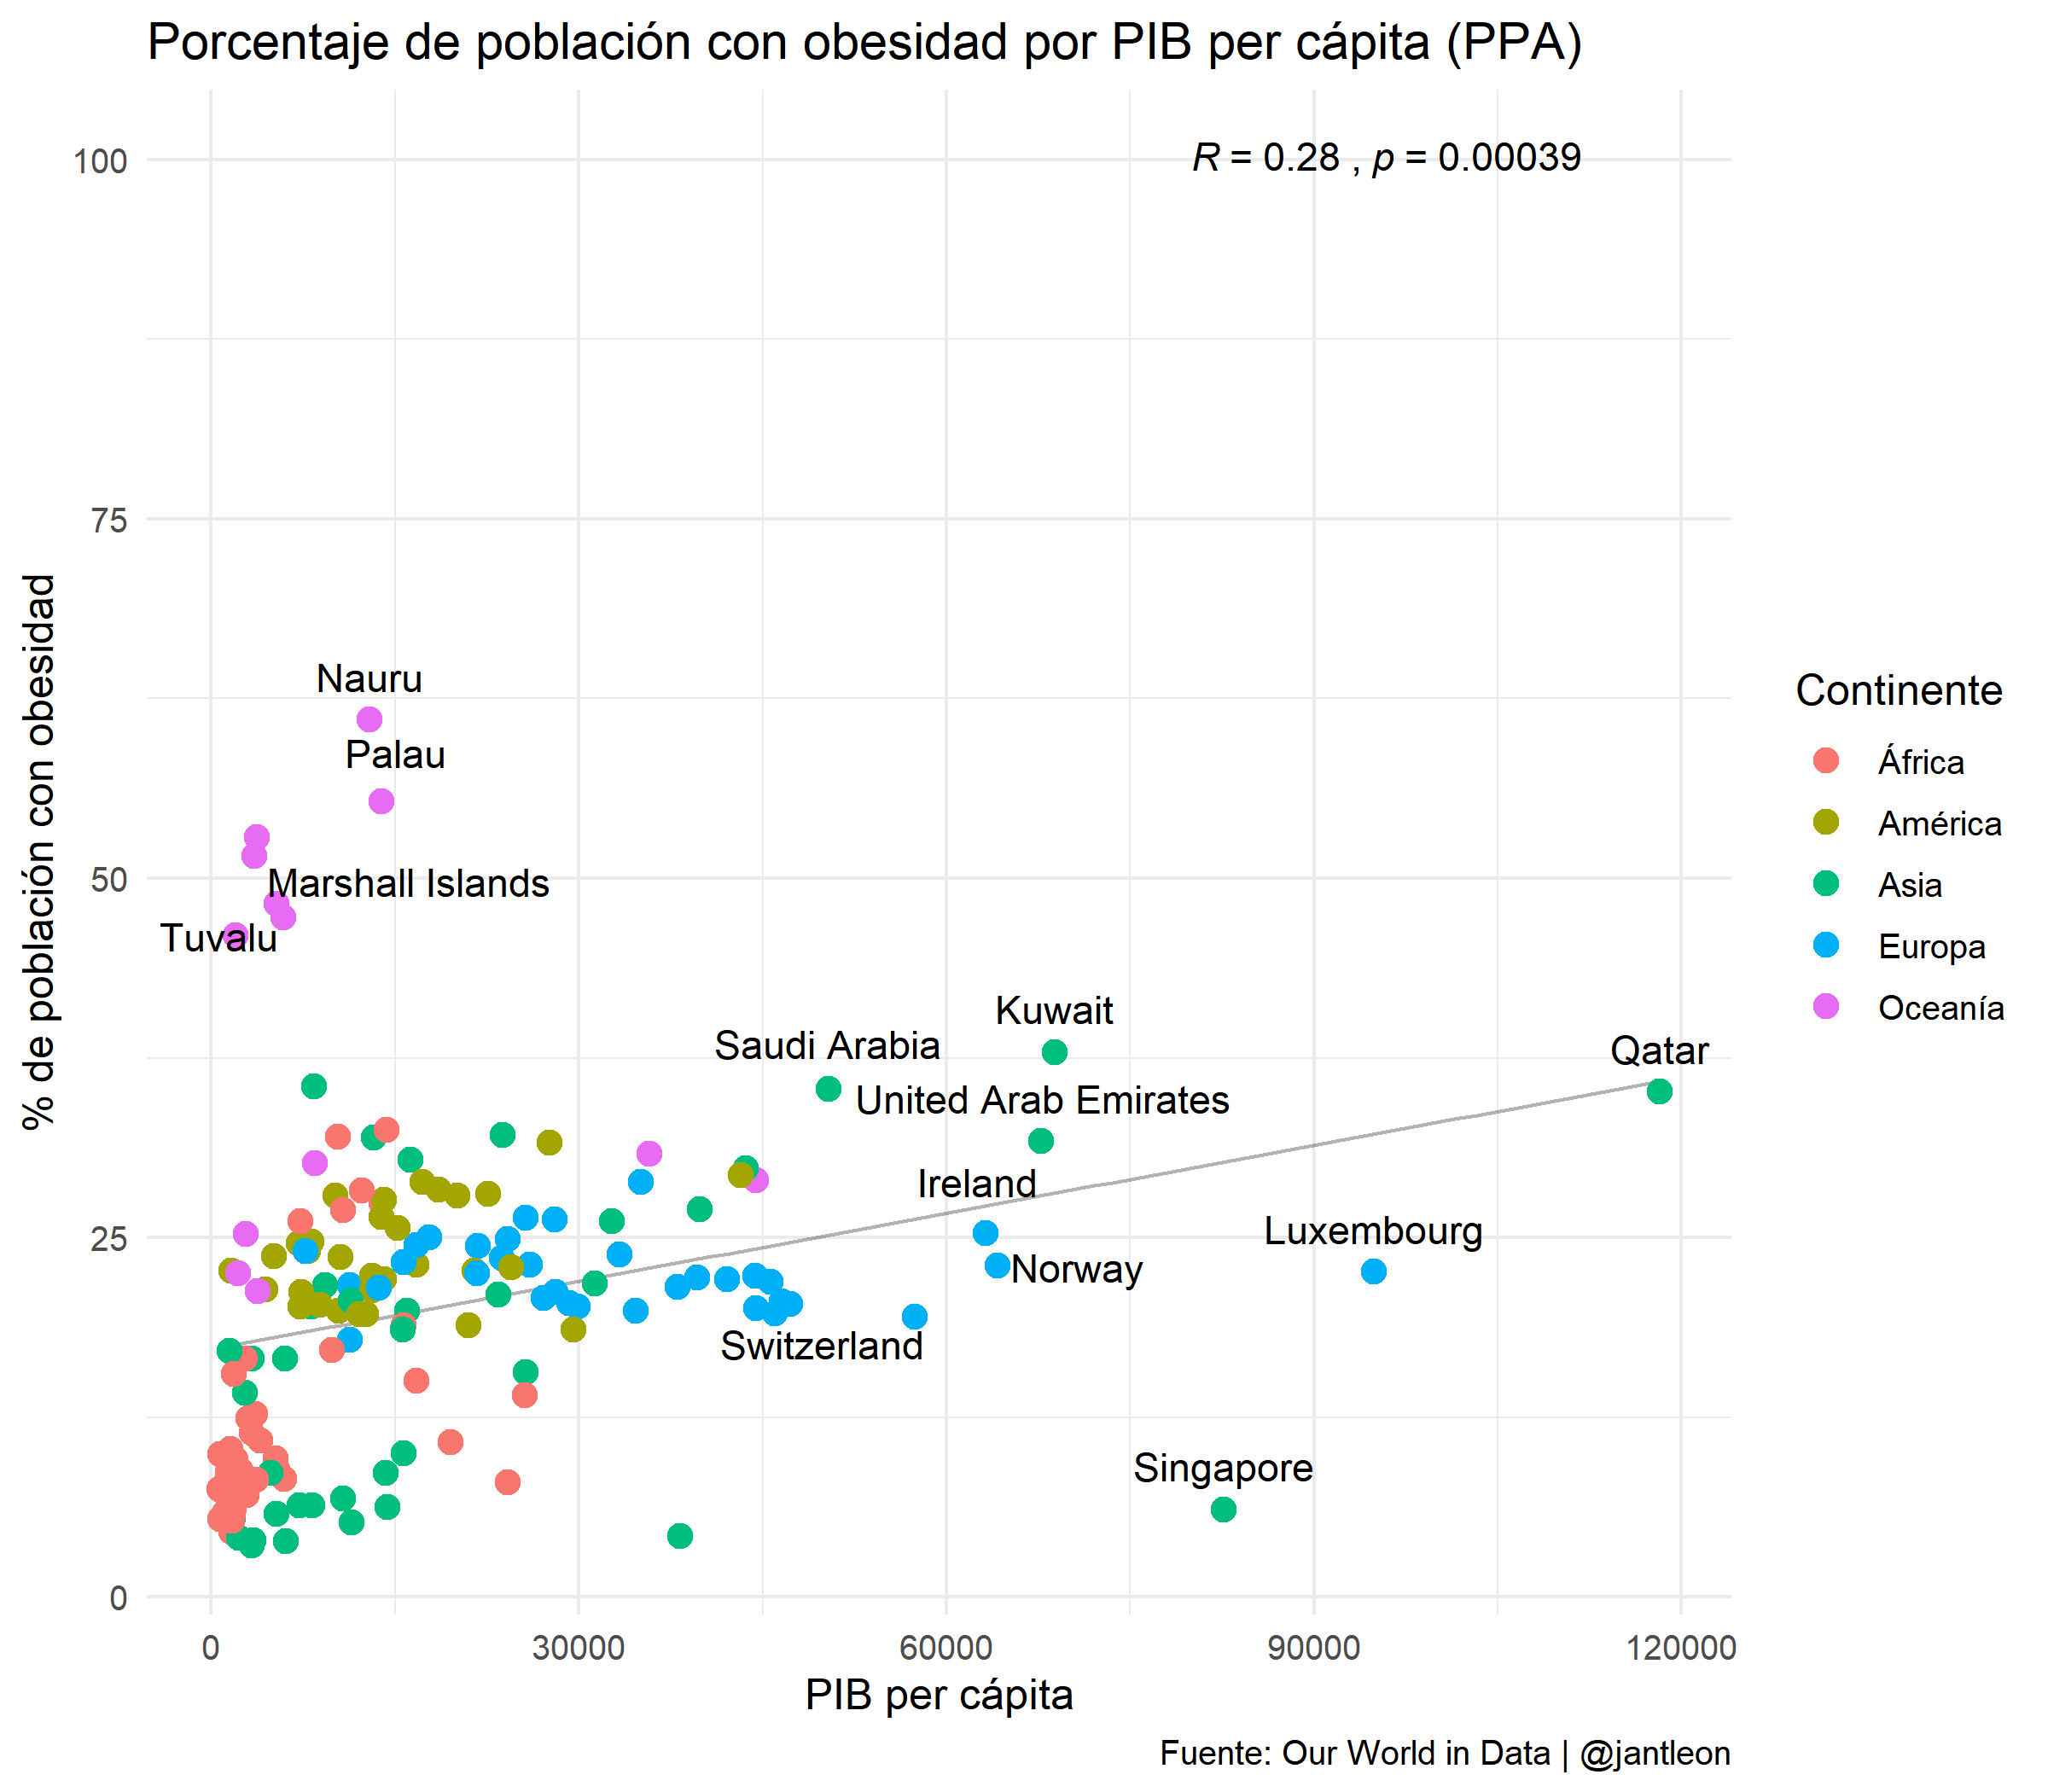 Porcentaje de población con obesidad por PIB per cápita (PPA)
R = 0.28 , p = 0.00039
100
75
50
25
0
% de población con obesidad
Nauru
Palau
Marshall Islands
Tuvalu
Kuwait
Saudi Arabia
Qatar
United Arab Emirates
Ireland
Luxembourg
Norway
Switzerland
Singapore
Continente
África
América
Asia
Europa
Oceanía
0
30000
60000
90000
120000
PIB per cápita
Fuente: Our World in Data | @jantleon